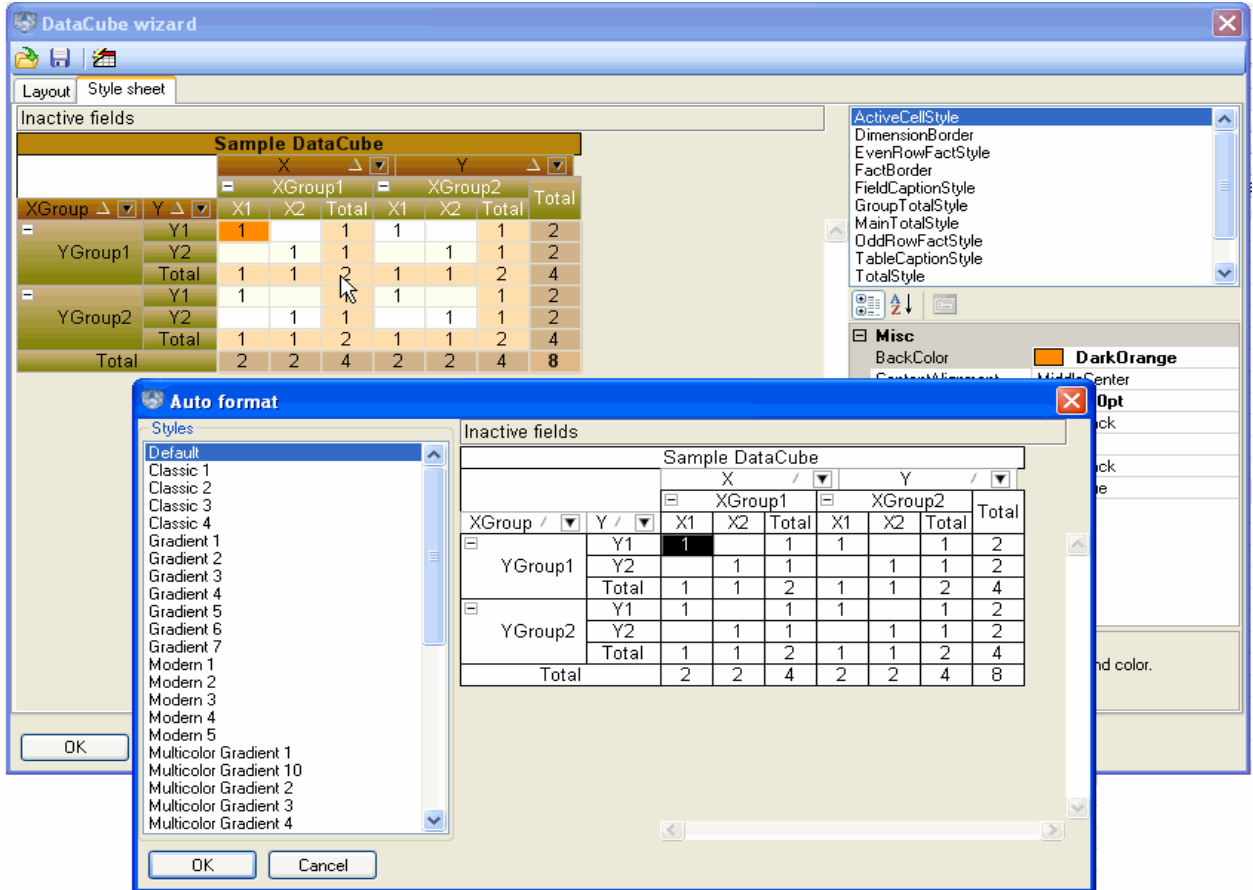 DataCube wizard
Layout Style sheet
Inactive fields
Sample DataCube
X Y
XGroup1 XGroup2 Total
XGroup Y X1 X2 Total X1 X2 Total
YGroup1 Y1 1 1 1 1 2
Y2 1 1 1 1 2
Total 1 1 2 1 1 2 4
YGroup2 Y1 1 1 1 1 2
Y2 1 1 1 1 2
Total 1 1 2 1 1 2 4
Total 2 2 4 2 2 4 8
ActiveCellStyle
DimensionBorder
EvenRowFactStyle
FactBorder
FieldCaptionStyle
GroupTotalStyle
MainTotalStyle
OddRowFactStyle
TableCaptionStyle
TotalStyle
Misc
BackColor DarkOrange
ContentAlignment MiddleCenter
0pt
ck
ck
nd color.
OK
Auto format
Styles
Default
Classic 1
Classic 2
Classic 3
Classic 4
Gradient 1
Gradient 2
Gradient 3
Gradient 4
Gradient 5
Gradient 6
Gradient 7
Modern 1
Modern 2
Modern 3
Modern 4
Modern 5
Multicolor Gradient 1
Multicolor Gradient 10
Multicolor Gradient 2
Multicolor Gradient 3
Multicolor Gradient 4
Inactive fields
Sample DataCube
X Y
XGroup1 XGroup2 Total
XGroup Y X1 X2 Total X1 X2 Total
YGroup1 Y1 1 1 1 1 2
Y2 1 1 1 1 2
Total 1 1 2 1 1 2 4
YGroup2 Y1 1 1 1 1 2
Y2 1 1 1 1 2
Total 1 1 2 1 1 2 4
Total 2 2 4 2 2 4 8
OK Cancel